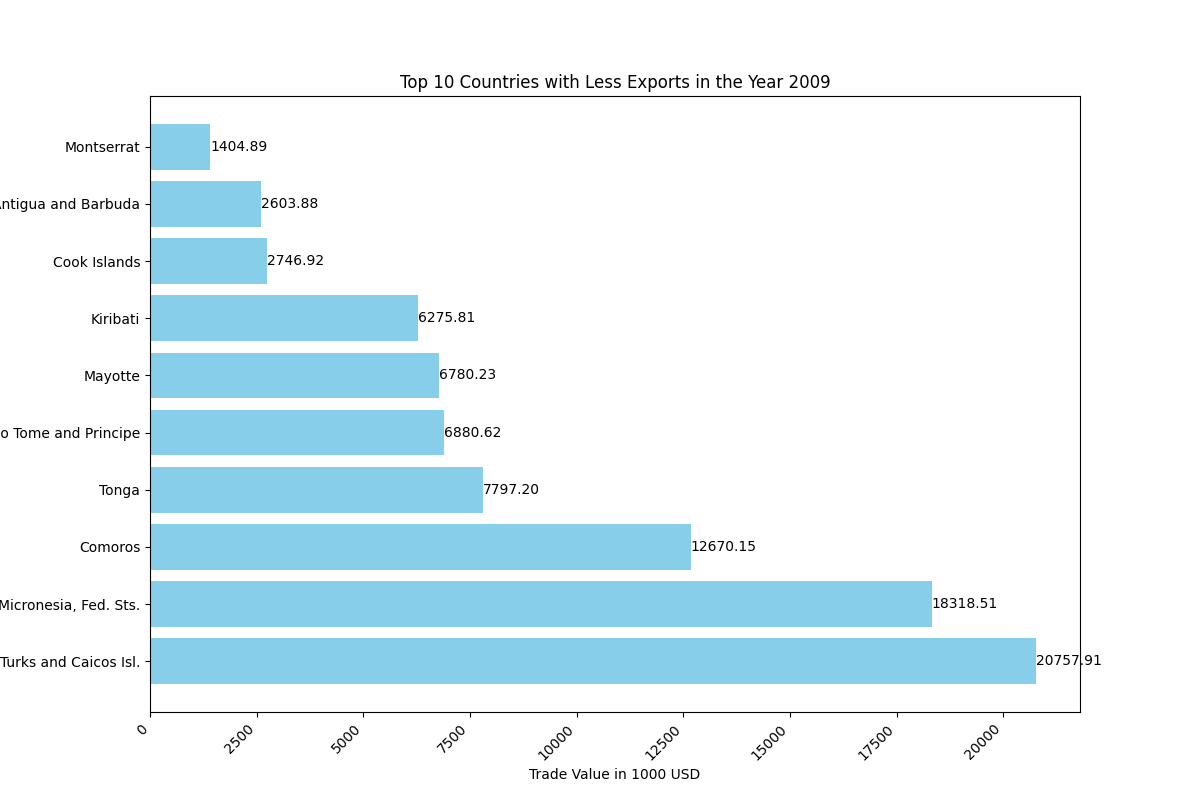 Top 10 Countries with Less Exports in the Year 2009
Montserrat
1404.89
and Barbuda
2603.88
Cook Islands
2746.92
Kiribati
6275.81
Mayotte
6780.23
Tome and Principe
6880.62
Tonga
7797.20
Comoros
12670.15
Micronesia, Fed. Sts.
18318.51
Turks and Caicos Isl.
20757.91
0
2500
5000
7500
10000
12500
15000
17500
20000
Trade Value in 1000 USD